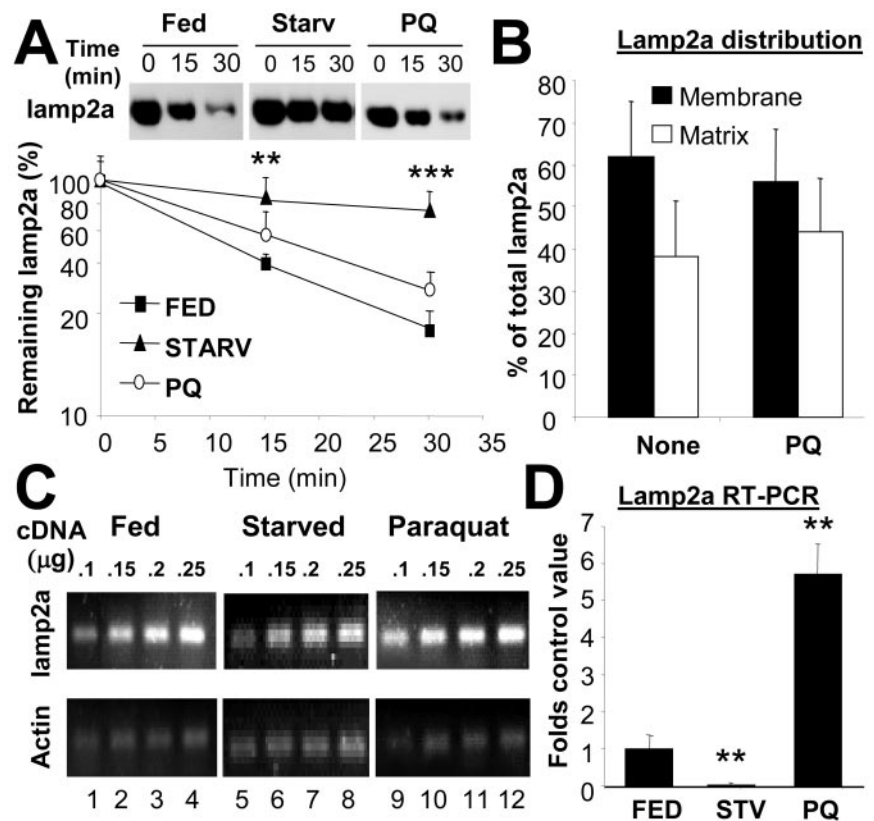 A
Fed Starv PQ
Time (min) 0 15 30 0 15 30 0 15 30
lamp2a
** ***
Remaining lamp2a (%)
100
80
60
40
20
10
FED
STARV
PQ
0 5 10 15 20 25 30 35
Time (min)
B
Lamp2a distribution
Membrane
Matrix
% of total lamp2a
80
70
60
50
40
30
60
10
0
None PQ
C
Fed Starved Paraquat
cDNA (μg) .1 .15 .2 .25 .1 .15 .2 .25 .1 .15 .2 .25
lamp2a
Actin
1 2 3 4 5 6 7 8 9 10 11 12
D
Lamp2a RT-PCR
Folds control value
7
6
5
4
3
2
1
0
** **
FED STV PQ